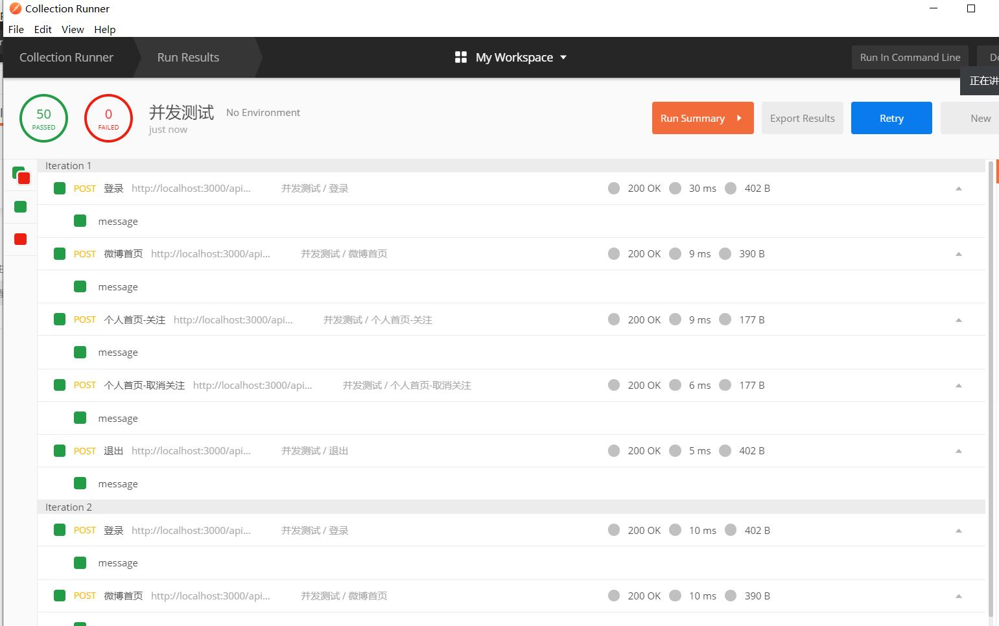 Collection Runner
File Edit View Help
Collection Runner Run Results My Workspace Run In Command Line
正在讲
50 PASSED
0 FAILED
并发测试 No Environment
just now
Run Summary Export Results Retry New
Iteration 1
POST 登录 http://localhost:3000/api... 并发测试 / 登录 200 OK 30 ms 402 B
message
POST 微博首页 http://localhost:3000/api... 并发测试 / 微博首页 200 OK 9 ms 390 B
message
POST 个人首页-关注 http://localhost:3000/api... 并发测试 / 个人首页-关注 200 OK 9 ms 177 B
message
POST 个人首页-取消关注 http://localhost:3000/api... 并发测试 / 个人首页-取消关注 200 OK 6 ms 177 B
message
POST 退出 http://localhost:3000/api... 并发测试 / 退出 200 OK 5 ms 402 B
message
Iteration 2
POST 登录 http://localhost:3000/api... 并发测试 / 登录 200 OK 10 ms 402 B
message
POST 微博首页 http://localhost:3000/api... 并发测试 / 微博首页 200 OK 10 ms 390 B